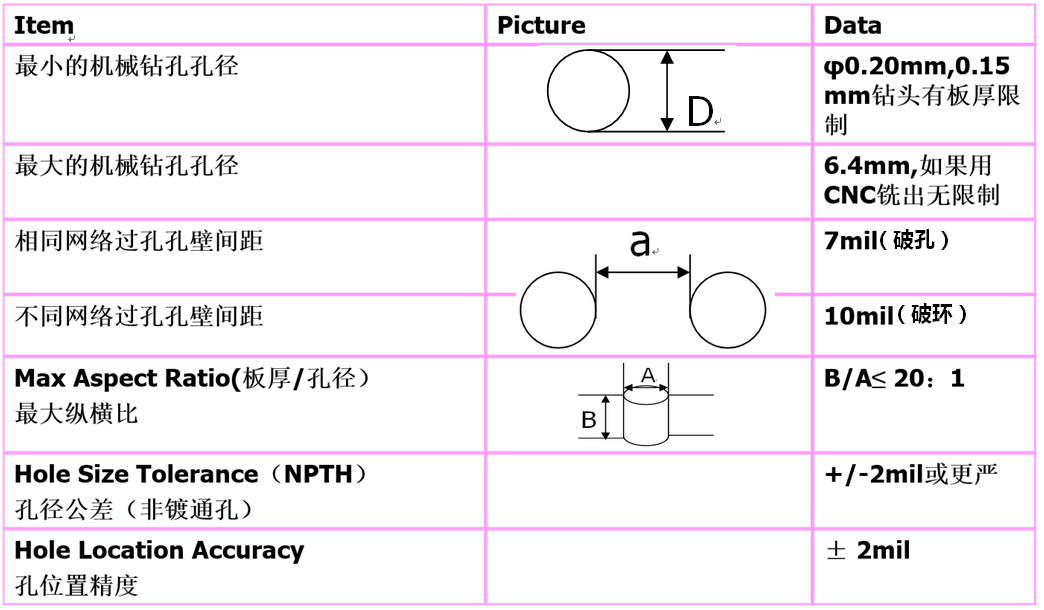 Item
Picture
Data
最小的机械钻孔孔径
D
φ0.20mm,0.15
mm钻头有板厚限
制
最大的机械钻孔孔径
6.4mm,如果用
CNC铣出无限制
相同网络过孔孔壁间距
a
7mil（破孔）
不同网络过孔孔壁间距
10mil（破环）
Max Aspect Ratio(板厚/孔径）
最大纵横比
A
B
B/A≤ 20：1
Hole Size Tolerance（NPTH）
孔径公差（非镀通孔）
+/-2mil或更严
Hole Location Accuracy
孔位置精度
± 2mil